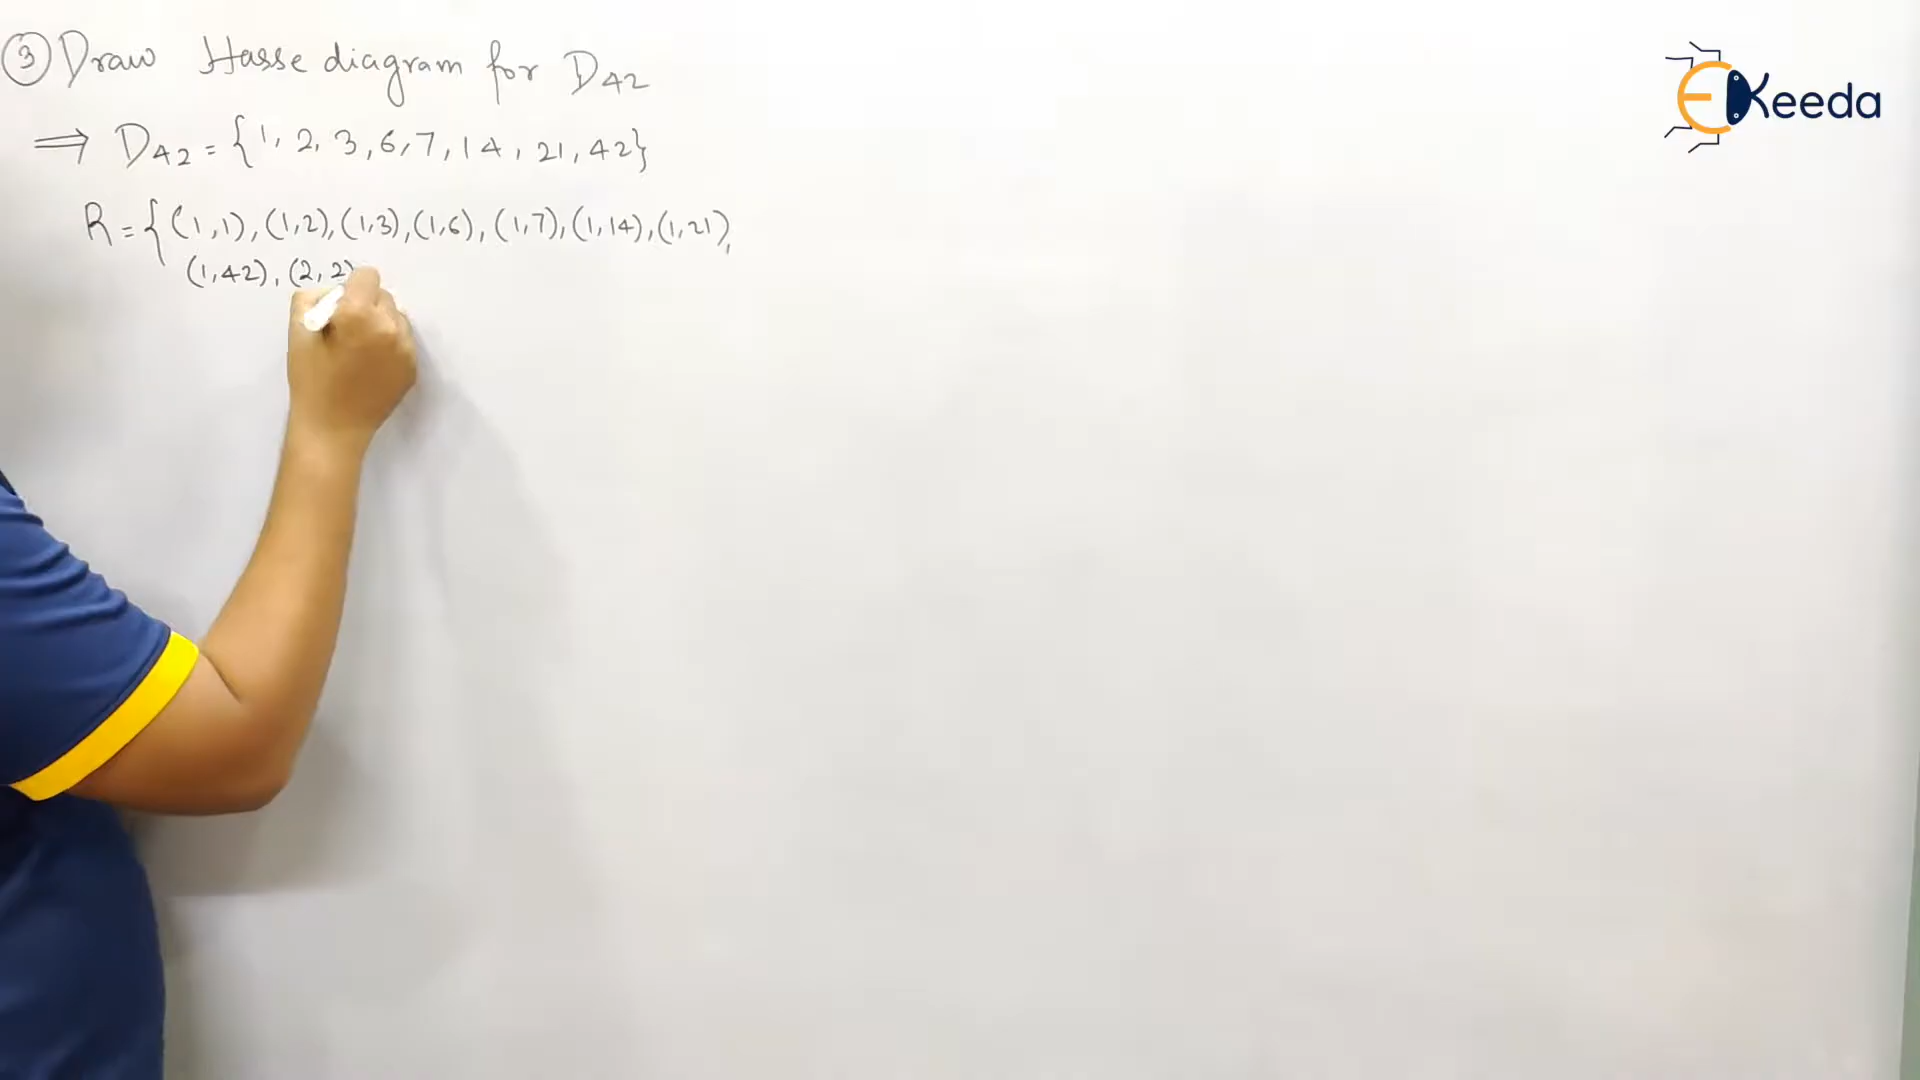 ③ Draw Hasse diagram for D42
⇒ D42 = {1, 2, 3, 6, 7, 14, 21, 42}
R = {(1,1), (1,2), (1,3), (1,6), (1,7), (1,14), (1,21),
(1,42), (2,2)
EKeeda